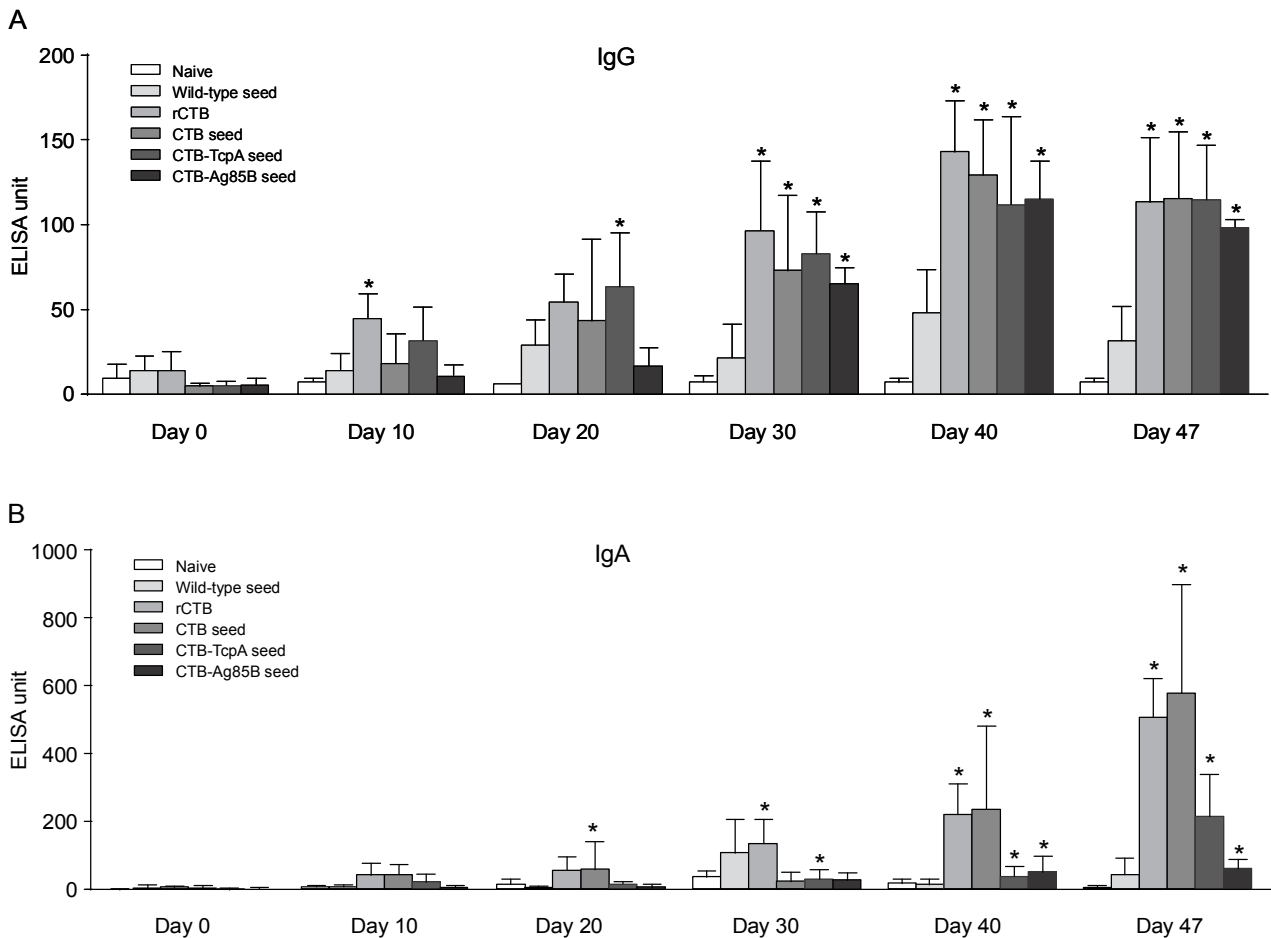 A
IgG
200
150
100
50
0
ELISA unit
Naive
Wild-type seed
rCTB
CTB seed
CTB-TcpA seed
CTB-Ag85B seed
* * * * * * * * * * * * * *
Day 0 Day 10 Day 20 Day 30 Day 40 Day 47
B
IgA
1000
800
600
400
200
0
ELISA unit
Naive
Wild-type seed
rCTB
CTB seed
CTB-TcpA seed
CTB-Ag85B seed
* * * * * * * * * * *
Day 0 Day 10 Day 20 Day 30 Day 40 Day 47